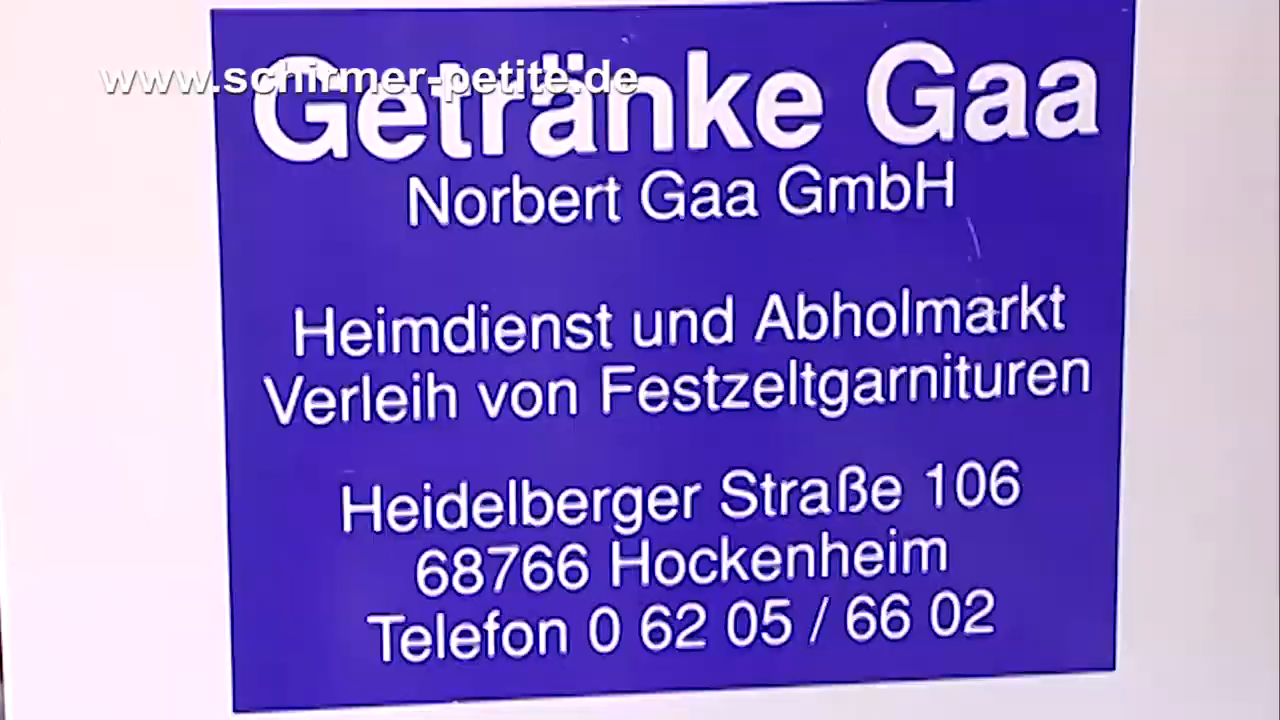 www.schirmer-petite.de
Getränke Gaa
Norbert Gaa GmbH
Heimdienst und Abholmarkt
Verleih von Festzeltgarnituren
Heidelberger Straße 106
68766 Hockenheim
Telefon 0 62 05 / 66 02